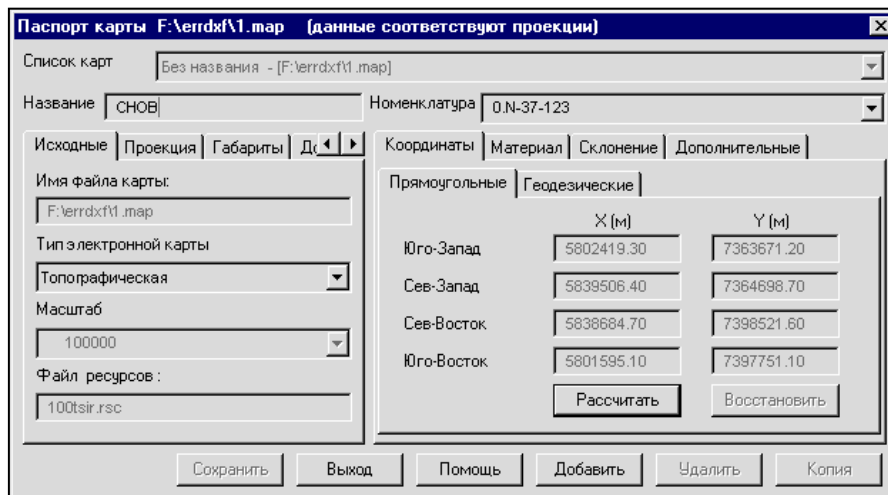 Паспорт карты F:\errdxf\1.map (данные соответствуют проекции)
Список карт Без названия - [F:\errdxf\1.map]
Название СНОВ Номенклатура 0.N-37-123
Исходные Проекция Габариты До
Координаты Материал Склонение Дополнительные
Имя файла карты:
F:\errdxf\1.map
Тип электронной карты
Топографическая
Масштаб
100000
Файл ресурсов :
100tsir.rsc
Прямоугольные Геодезические
X (м) Y (м)
Юго-Запад 5802419.30 7363671.20
Сев-Запад 5839506.40 7364698.70
Сев-Восток 5838684.70 7398521.60
Юго-Восток 5801595.10 7397751.10
Рассчитать Восстановить
Сохранить Выход Помощь Добавить Удалить Копия